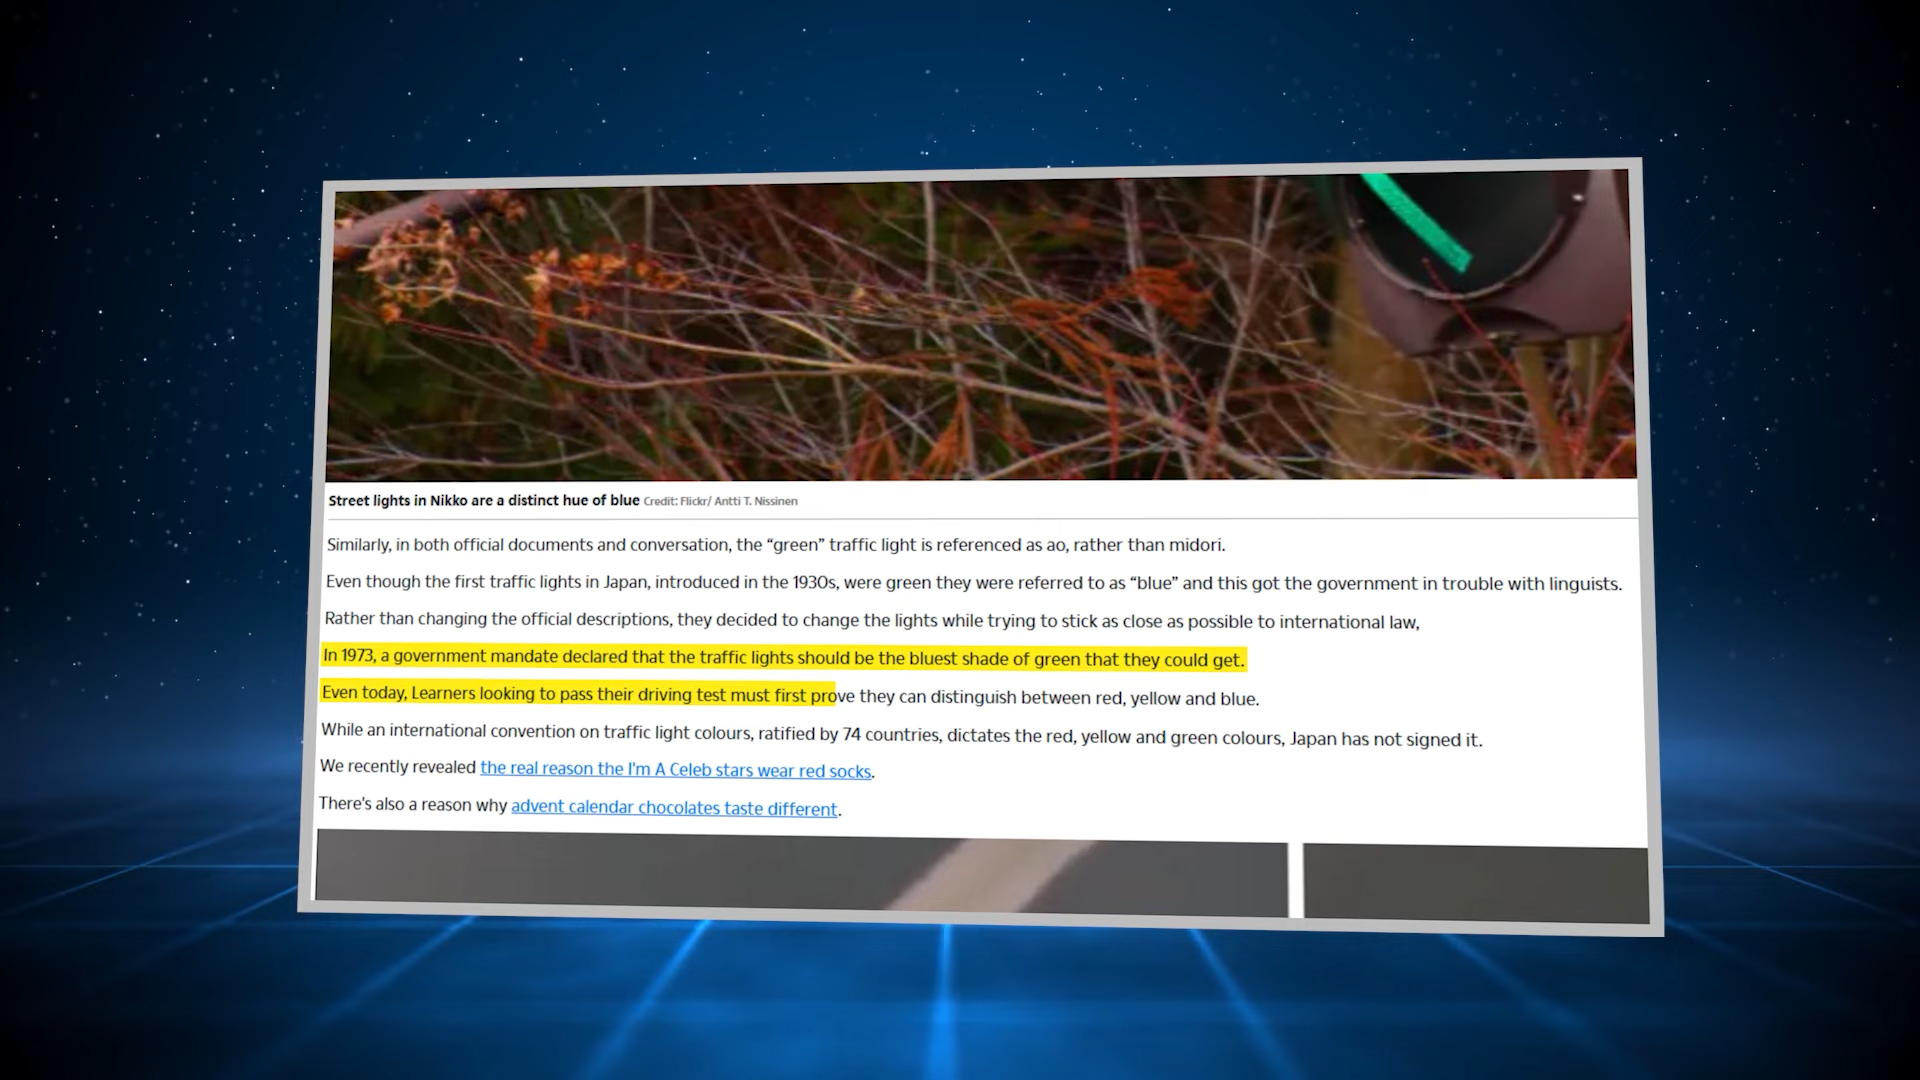 Street lights in Nikko are a distinct hue of blue Credit: Flickr/ Antti T. Nissinen
Similarly, in both official documents and conversation, the “green” traffic light is referenced as ao, rather than midori.
Even though the first traffic lights in Japan, introduced in the 1930s, were green they were referred to as “blue” and this got the government in trouble with linguists.
Rather than changing the official descriptions, they decided to change the lights while trying to stick as close as possible to international law,
In 1973, a government mandate declared that the traffic lights should be the bluest shade of green that they could get.
Even today, Learners looking to pass their driving test must first prove they can distinguish between red, yellow and blue.
While an international convention on traffic light colours, ratified by 74 countries, dictates the red, yellow and green colours, Japan has not signed it.
We recently revealed the real reason the I'm A Celeb stars wear red socks.
There's also a reason why advent calendar chocolates taste different.